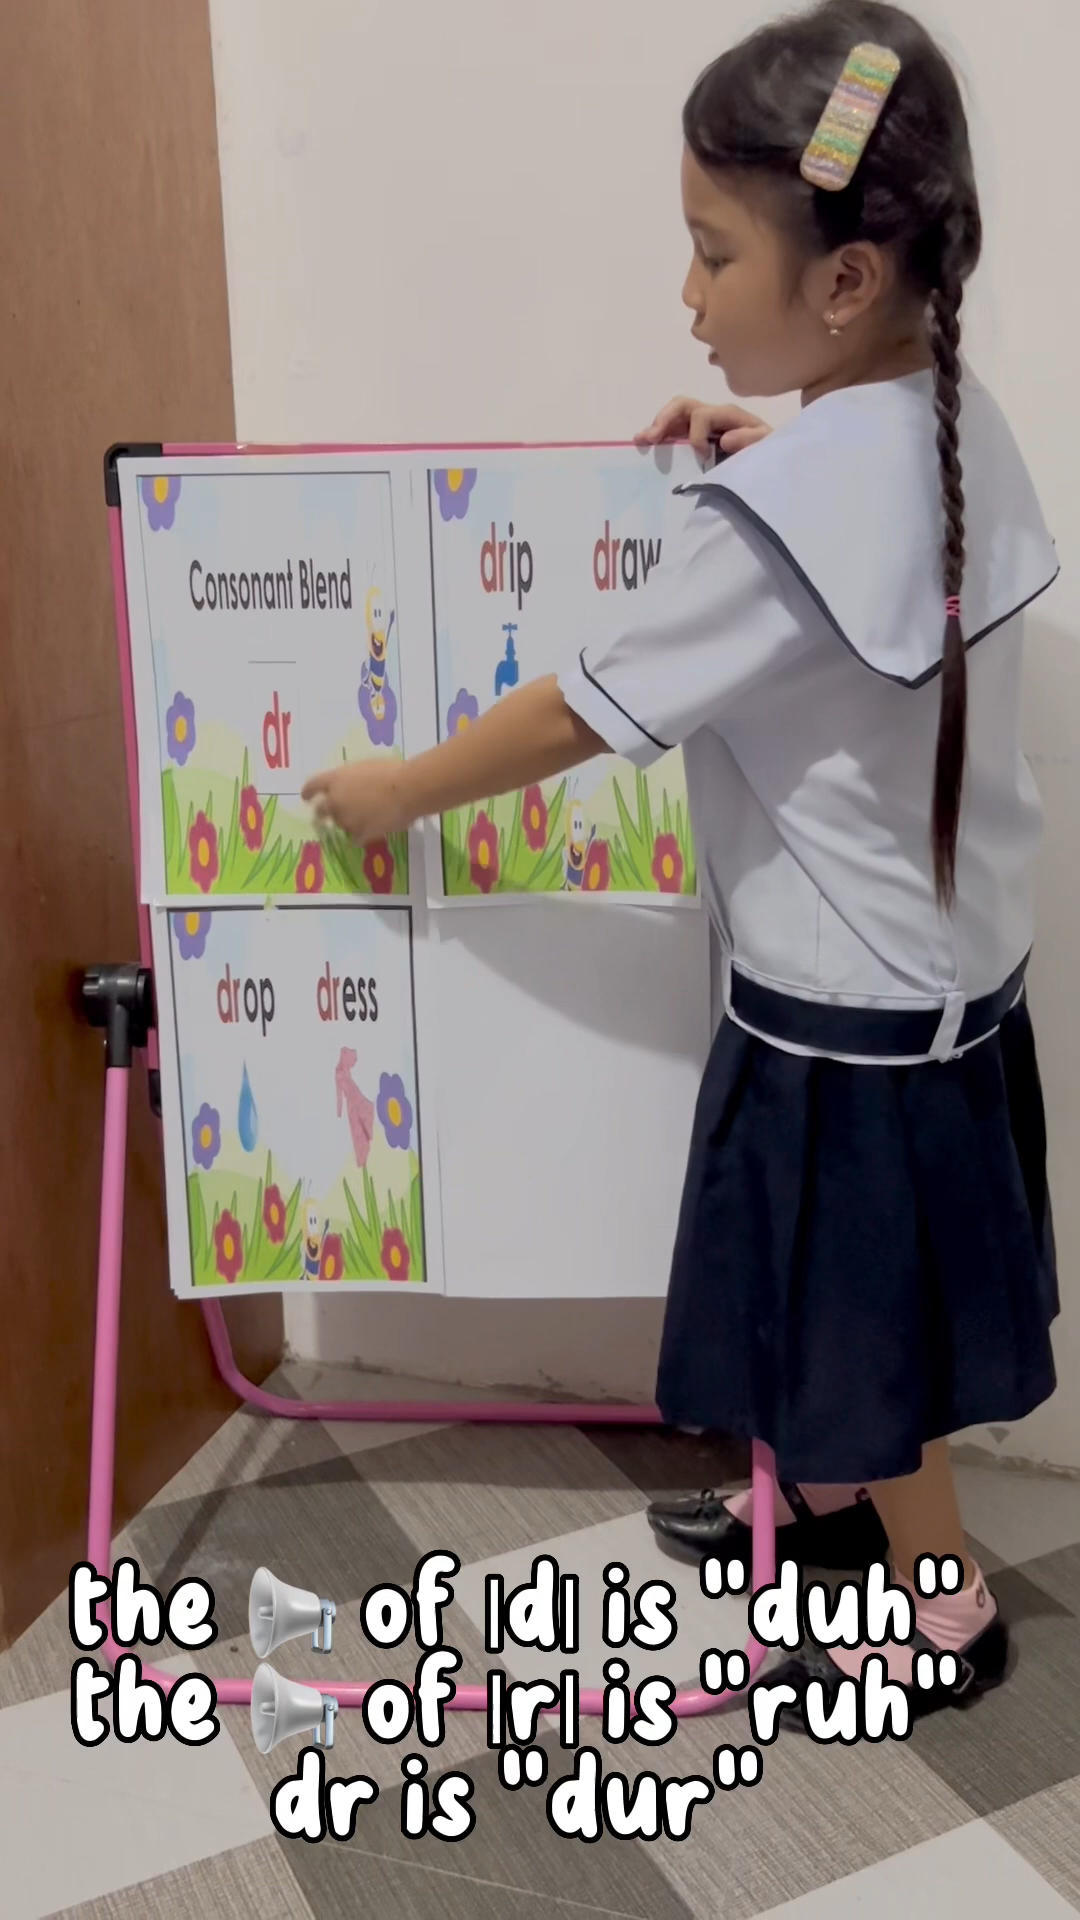 Consonant Blend
dr
drip draw
drop dress
the 📢 of |d| is "duh"
the 📢 of |r| is "ruh"
dr is "dur"